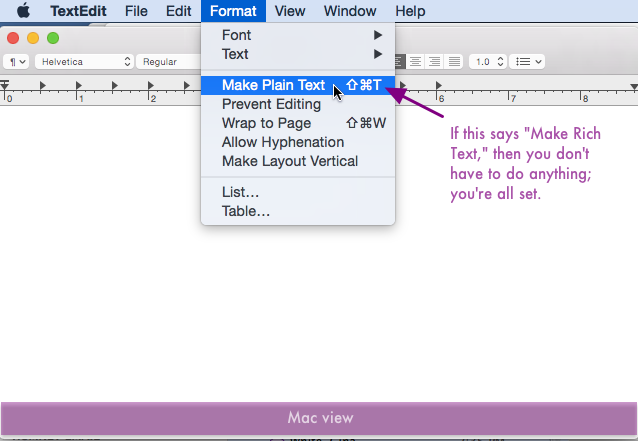 TextEdit File Edit Format View Window Help
Font
Text
¶ Helvetica Regular 1.0
Make Plain Text ⇧⌘T
Prevent Editing
Wrap to Page ⇧⌘W
Allow Hyphenation
Make Layout Vertical
List...
Table...
0 1 2 6 7 8
If this says "Make Rich
Text," then you don't
have to do anything;
you're all set.
Mac view